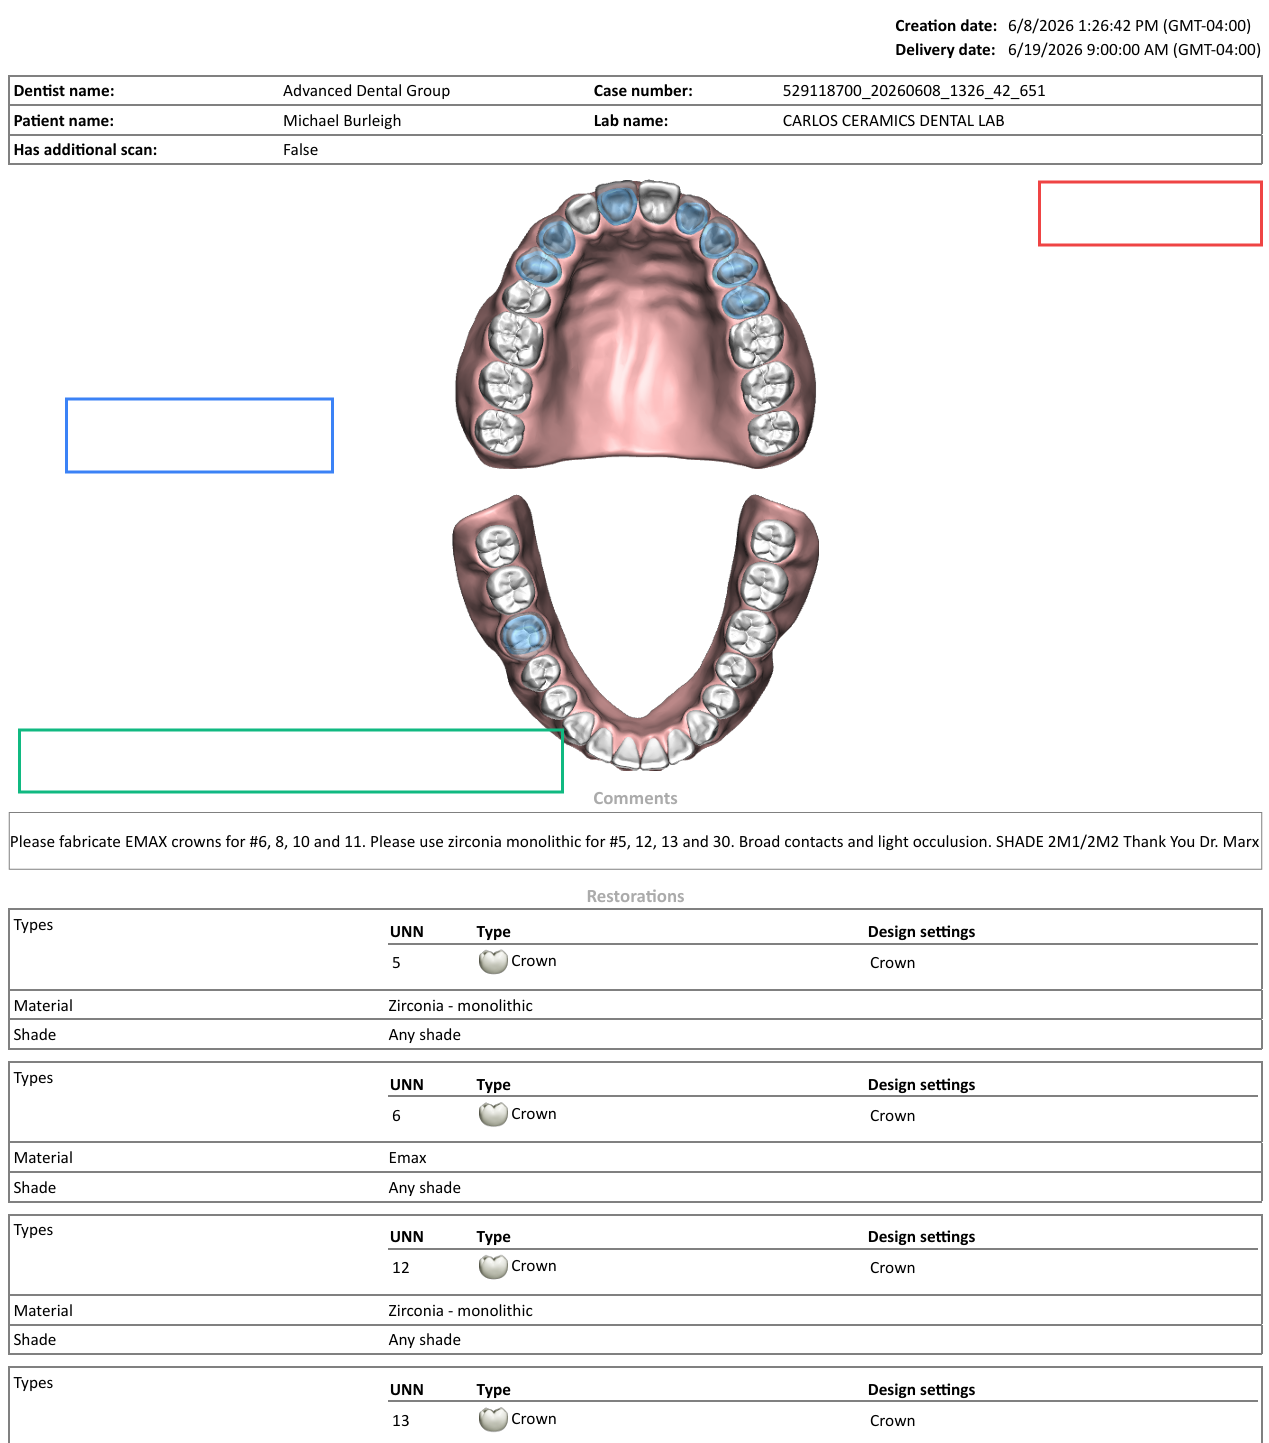 Creation date: 6/8/2026 1:26:42 PM (GMT-04:00)
Delivery date: 6/19/2026 9:00:00 AM (GMT-04:00)
Dentist name: Advanced Dental Group Case number: 529118700_20260608_1326_42_651
Patient name: Michael Burleigh Lab name: CARLOS CERAMICS DENTAL LAB
Has additional scan: False
Comments
Please fabricate EMAX crowns for #6, 8, 10 and 11. Please use zirconia monolithic for #5, 12, 13 and 30. Broad contacts and light occulusion. SHADE 2M1/2M2 Thank You Dr. Marx
Restorations
Types UNN Type Design settings
5 Crown Crown
Material Zirconia - monolithic
Shade Any shade
Types UNN Type Design settings
6 Crown Crown
Material Emax
Shade Any shade
Types UNN Type Design settings
12 Crown Crown
Material Zirconia - monolithic
Shade Any shade
Types UNN Type Design settings
13 Crown Crown